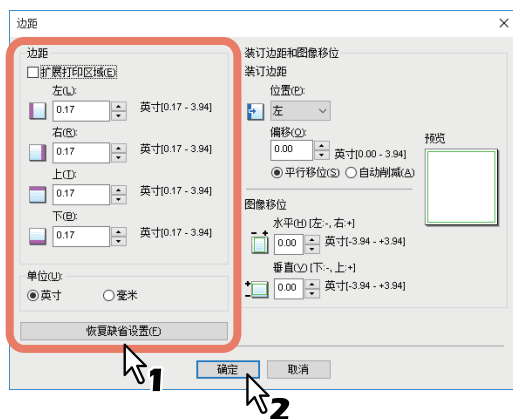 边距
边距
扩展打印区域(E)
左(L):
0.17 英寸[0.17 - 3.94]
右(R):
0.17 英寸[0.17 - 3.94]
上(T):
0.17 英寸[0.17 - 3.94]
下(B):
0.17 英寸[0.17 - 3.94]
单位(U):
英寸 毫米
恢复缺省设置(F)
装订边距和图像移位
装订边距
位置(P):
左
偏移(O):
0.00 英寸[0.00 - 3.94]
平行移位(S) 自动削减(A)
预览
图像移位
水平(H) [左:-, 右:+]
- +
0.00 英寸[-3.94 - +3.94]
垂直(V) [下:-, 上:+]
+
-
0.00 英寸[-3.94 - +3.94]
确定 取消
1
2